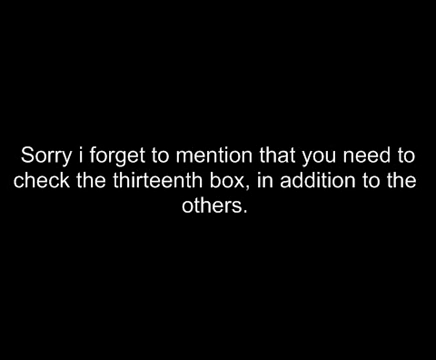 Sorry i forget to mention that you need to
check the thirteenth box, in addition to the
others.